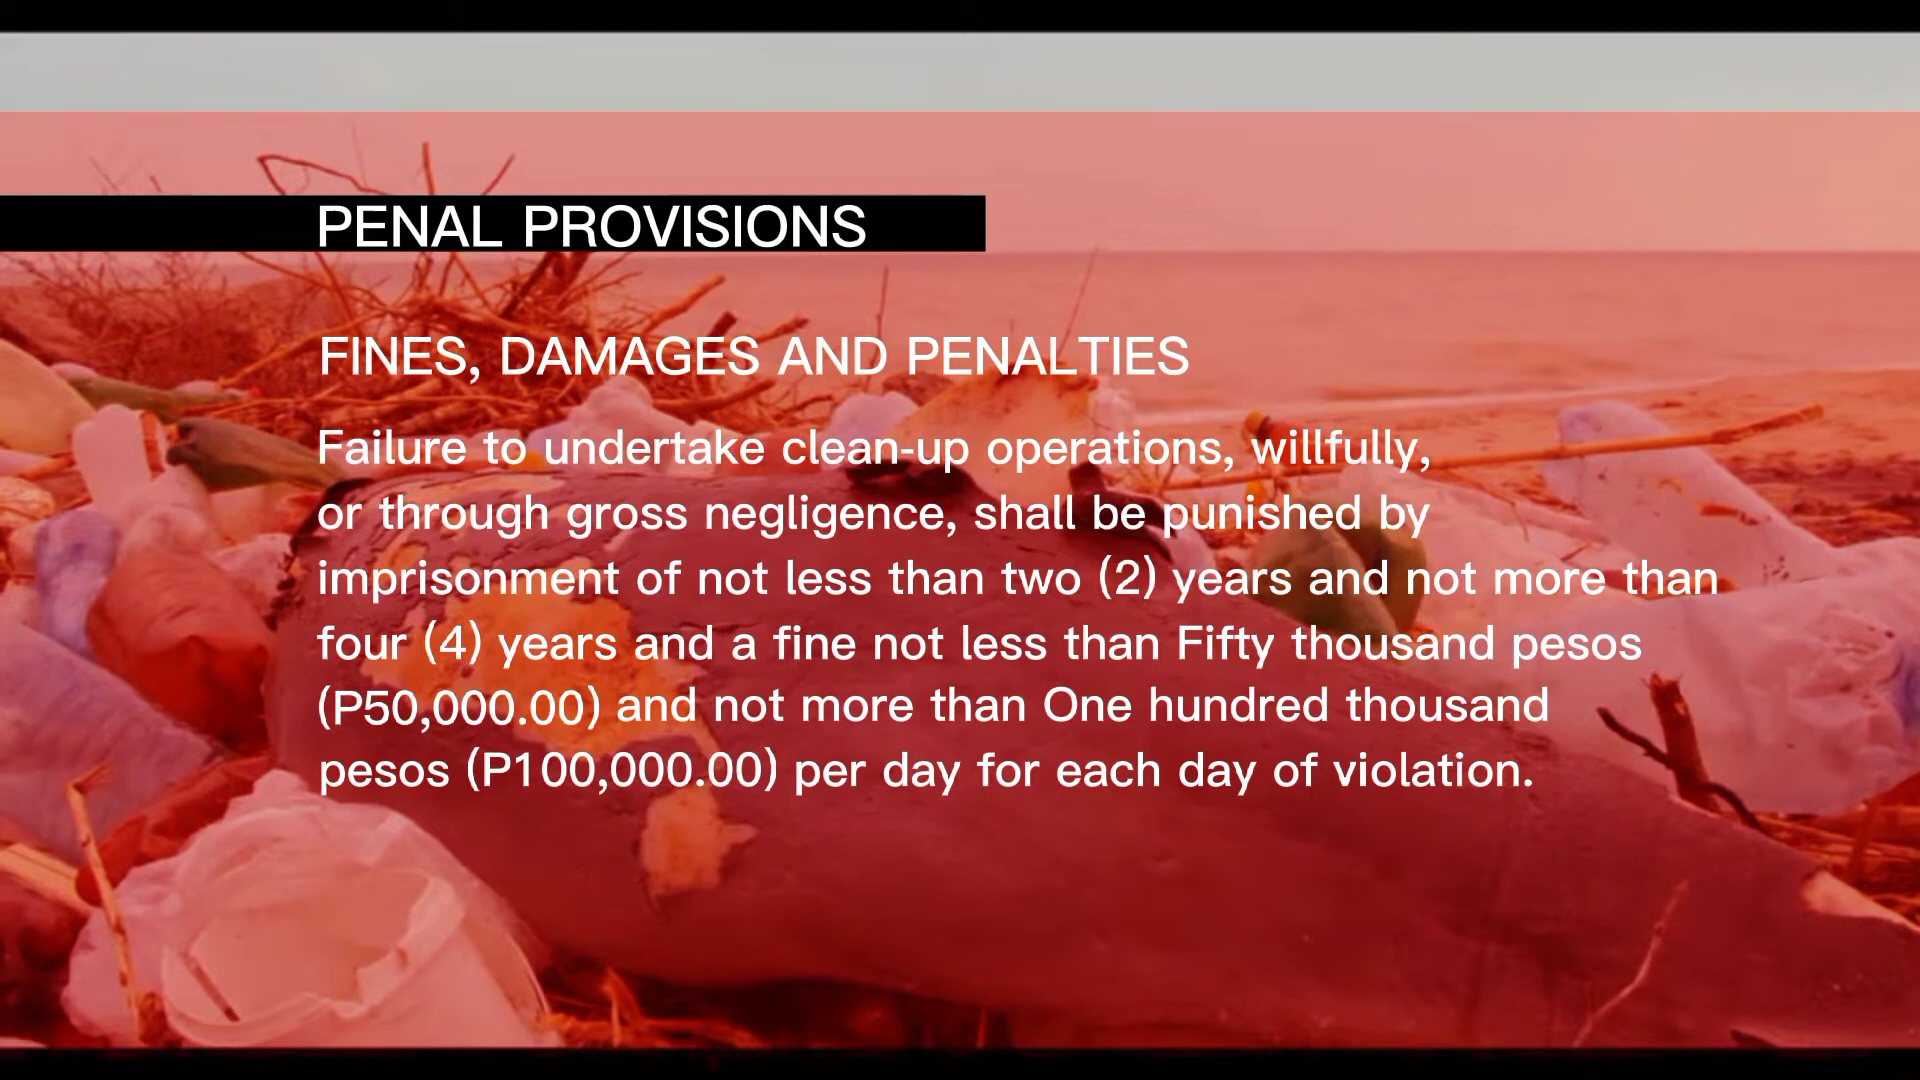 PENAL PROVISIONS
FINES, DAMAGES AND PENALTIES
Failure to undertake clean-up operations, willfully,
or through gross negligence, shall be punished by
imprisonment of not less than two (2) years and not more than
four (4) years and a fine not less than Fifty thousand pesos
(P50,000.00) and not more than One hundred thousand
pesos (P100,000.00) per day for each day of violation.